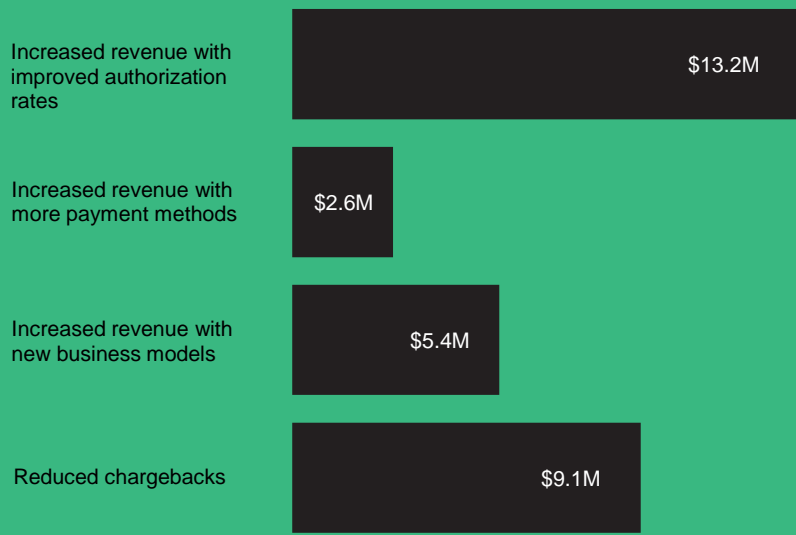 Increased revenue with
improved authorization
rates
$13.2M
Increased revenue with
more payment methods
$2.6M
Increased revenue with
new business models
$5.4M
Reduced chargebacks
$9.1M